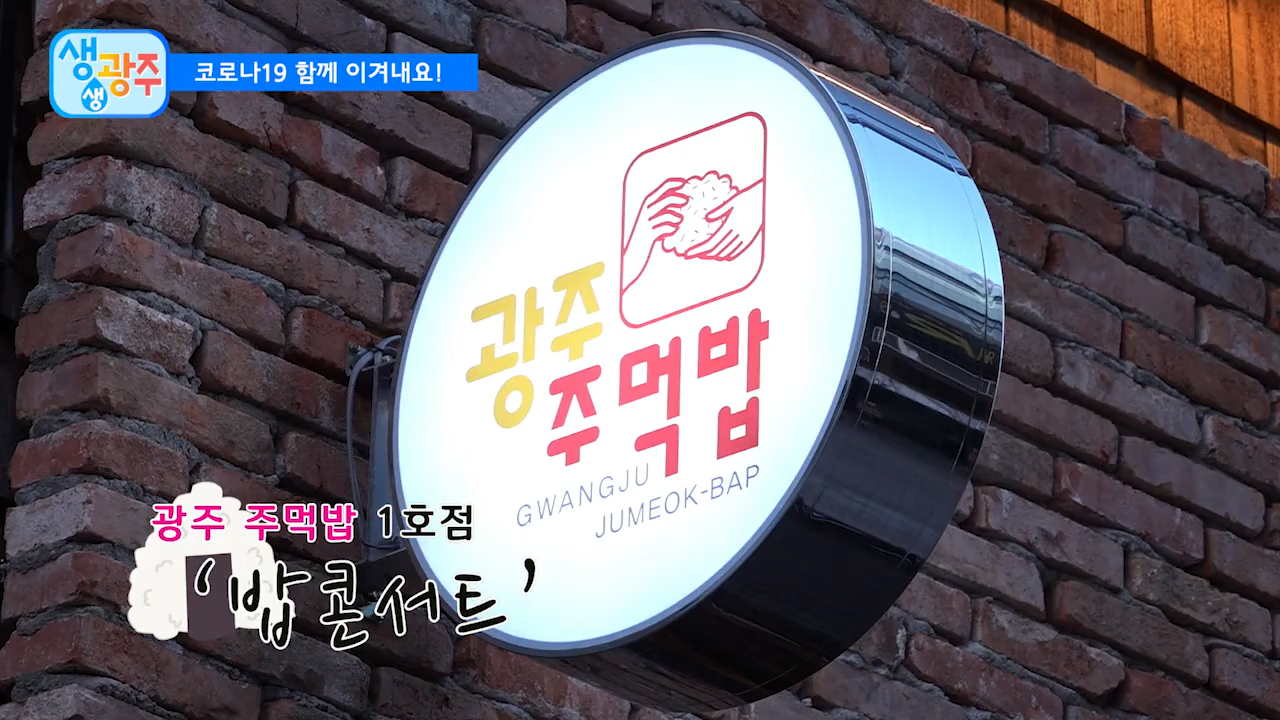 생생광주
코로나19 함께 이겨내요!
광주
주먹밥
GWANGJU
JUMEOK-BAP
광주 주먹밥 1호점
‘밥콘서트’